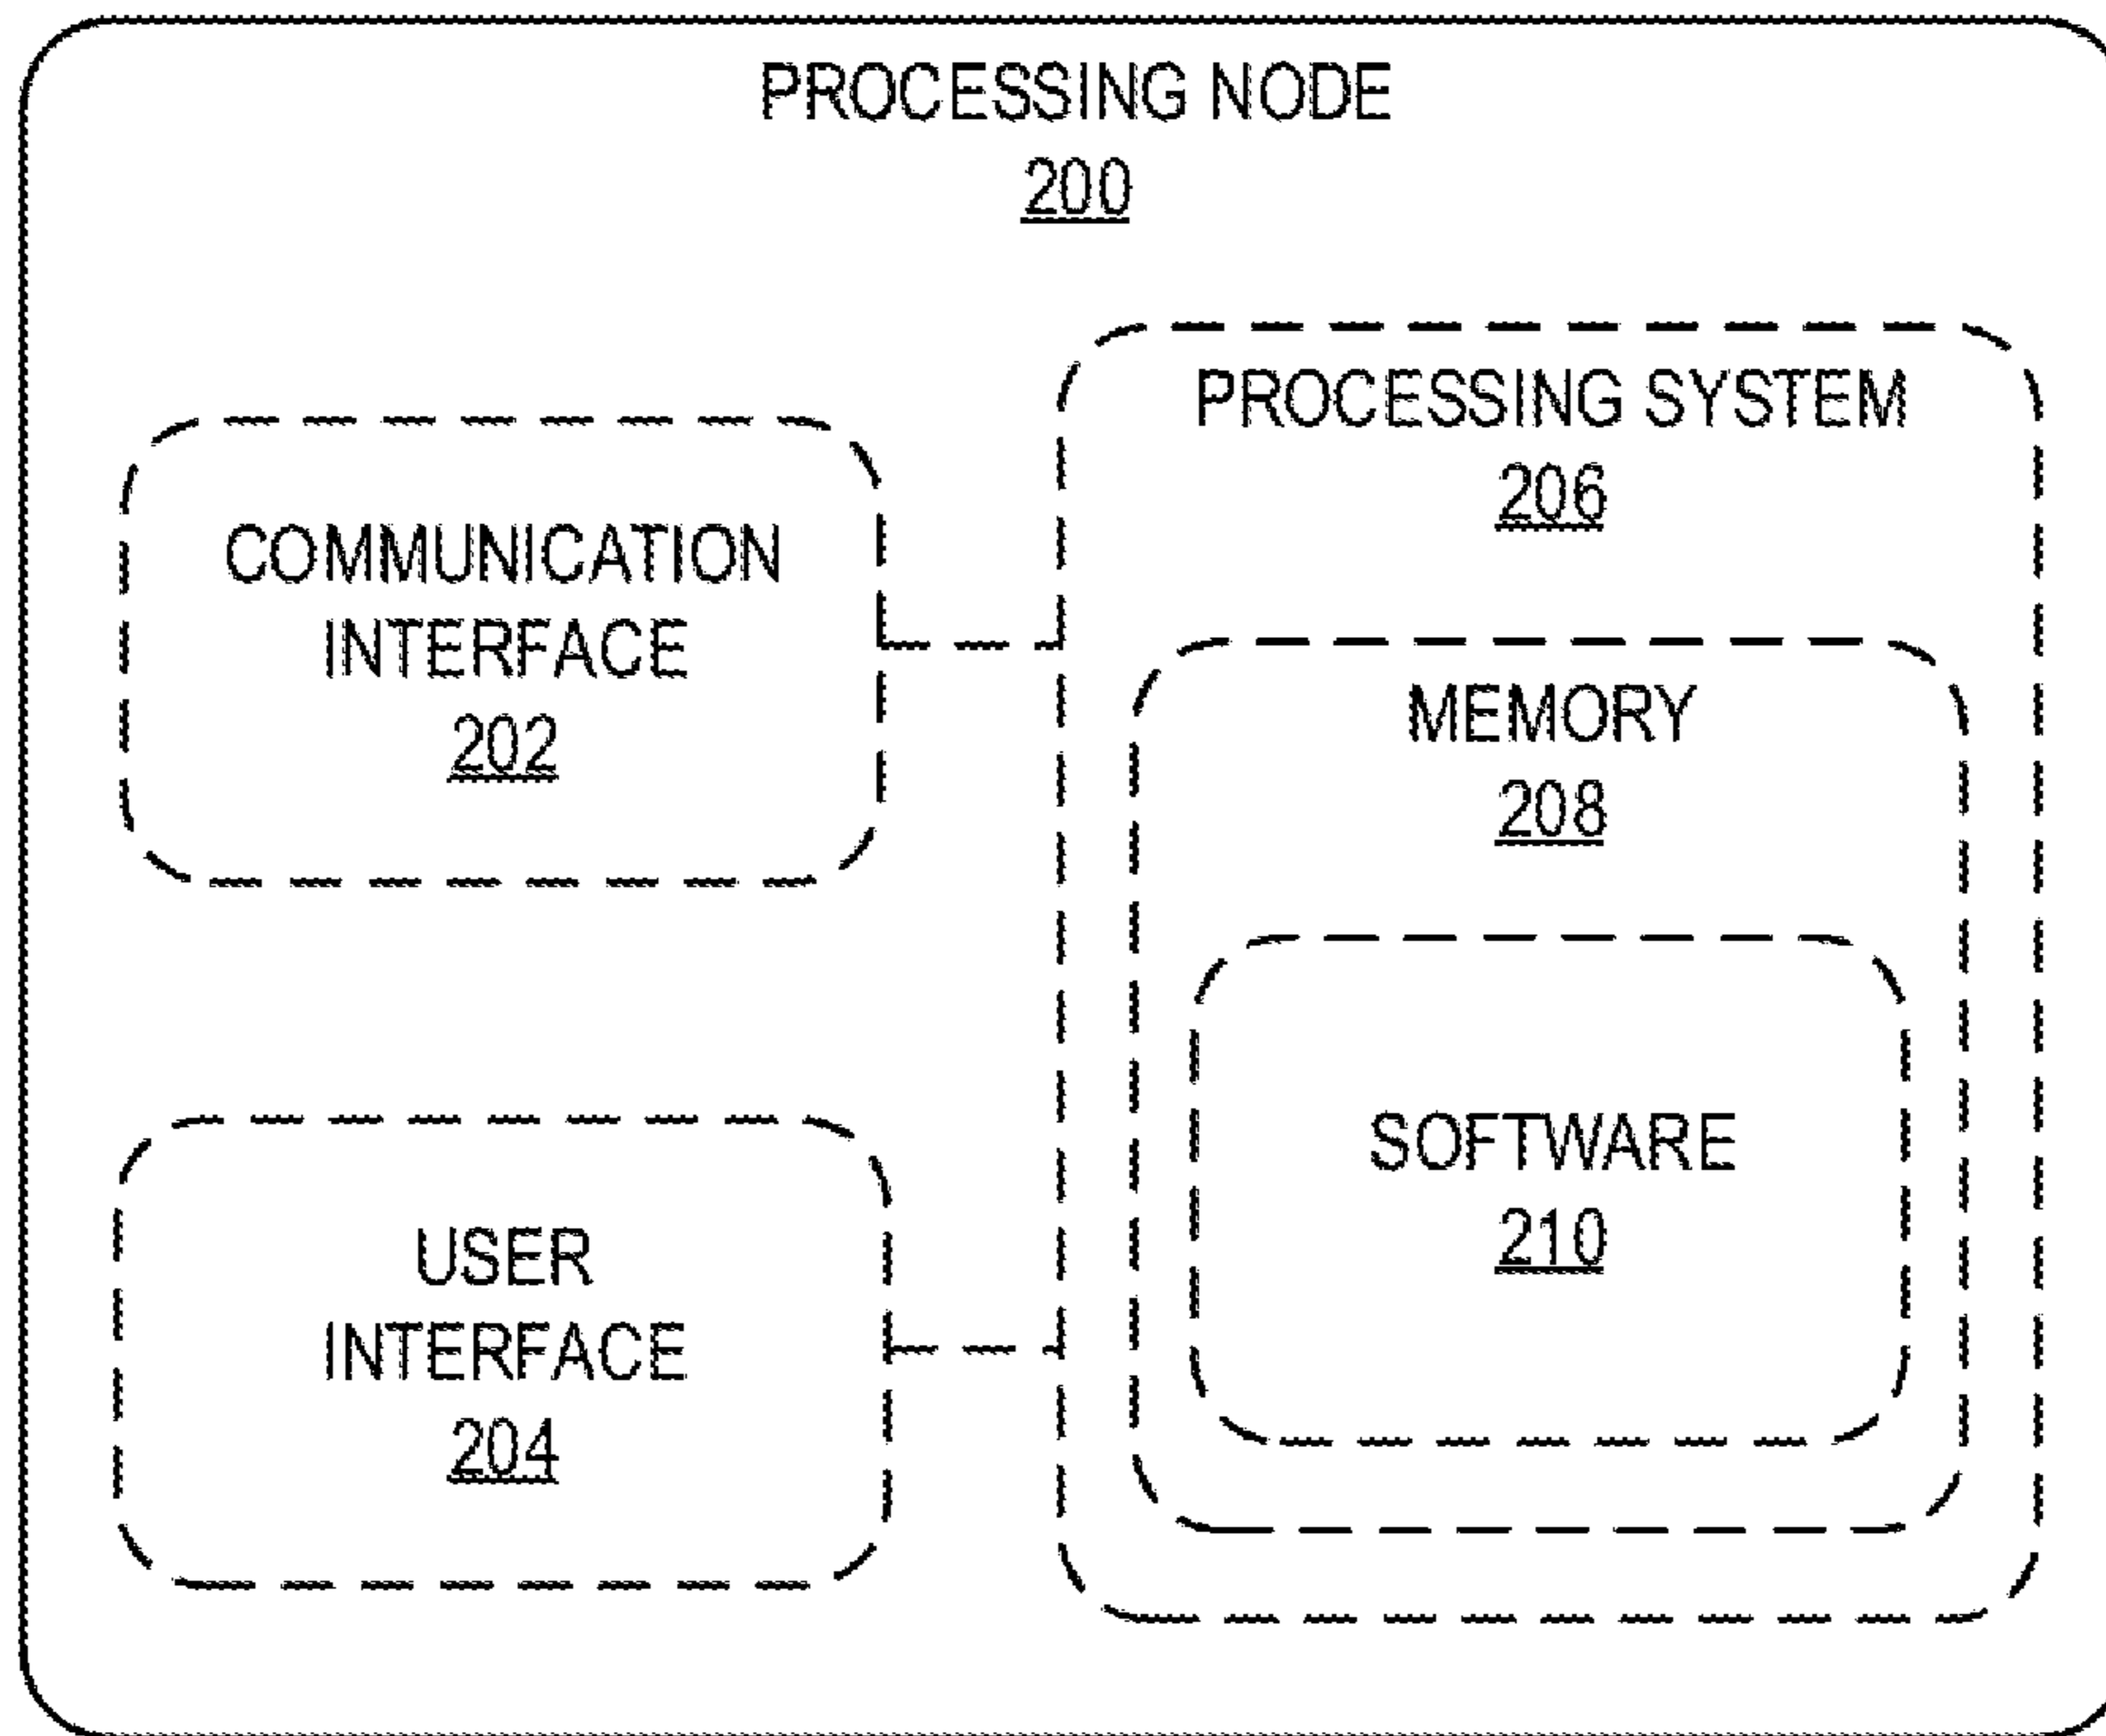 PROCESSING NODE
200
PROCESSING SYSTEM
206
COMMUNICATION
INTERFACE
202
MEMORY
208
SOFTWARE
210
USER
INTERFACE
204